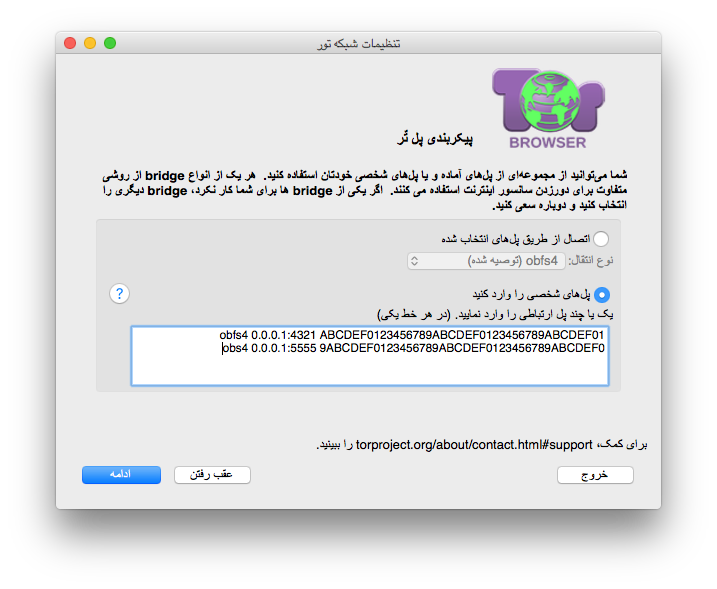 تنظیمات شبکه تور
Tor
BROWSER
پیکربندی پل تُر
شما می‌توانید از مجموعه‌ای از پل‌های آماده و یا پل‌های شخصی خودتان استفاده کنید. هر یک از انواع bridge از روشی
متفاوت برای دورزدن سانسور اینترنت استفاده می کنند. اگر یکی از bridge ها برای شما کار نکرد، bridge دیگری را
انتخاب کنید و دوباره سعی کنید.
اتصال از طریق پل‌های انتخاب شده
نوع انتقال: obfs4 (توصیه شده)
پل‌های شخصی را وارد کنید
?
یک یا چند پل ارتباطی را وارد نمایید. (در هر خط یکی)
obfs4 0.0.0.1:4321 ABCDEF0123456789ABCDEF0123456789ABCDEF01
obs4 0.0.0.1:5555 9ABCDEF0123456789ABCDEF0123456789ABCDEF0
برای کمک، torproject.org/about/contact.html#support را ببینید.
خروج
عقب رفتن
ادامه